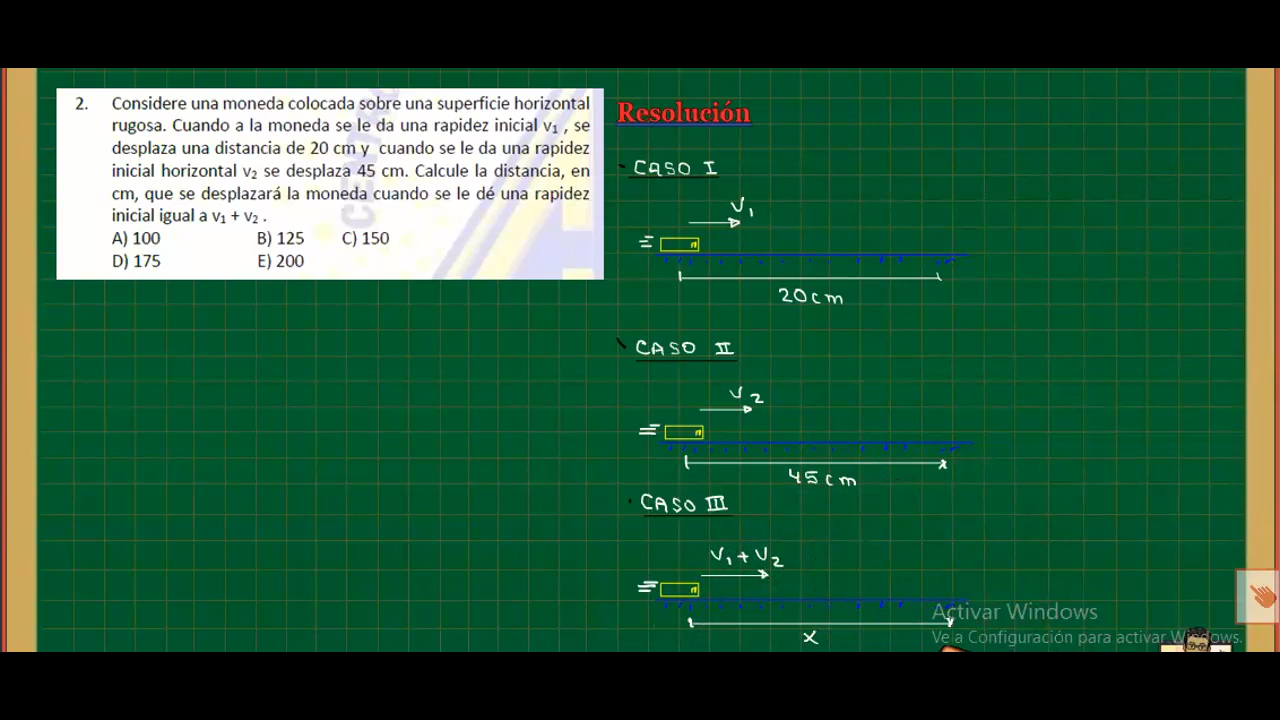 2. Considere una moneda colocada sobre una superficie horizontal
rugosa. Cuando a la moneda se le da una rapidez inicial v₁ , se
desplaza una distancia de 20 cm y cuando se le da una rapidez
inicial horizontal v₂ se desplaza 45 cm. Calcule la distancia, en
cm, que se desplazará la moneda cuando se le dé una rapidez
inicial igual a v₁ + v₂ .
A) 100 B) 125 C) 150
D) 175 E) 200
CENTR
Resolución
CASO I
V₁
20cm
CASO II
V₂
45cm
CASO III
V₁ + V₂
x
Activar Windows
Ve a Configuración para activar Windows.